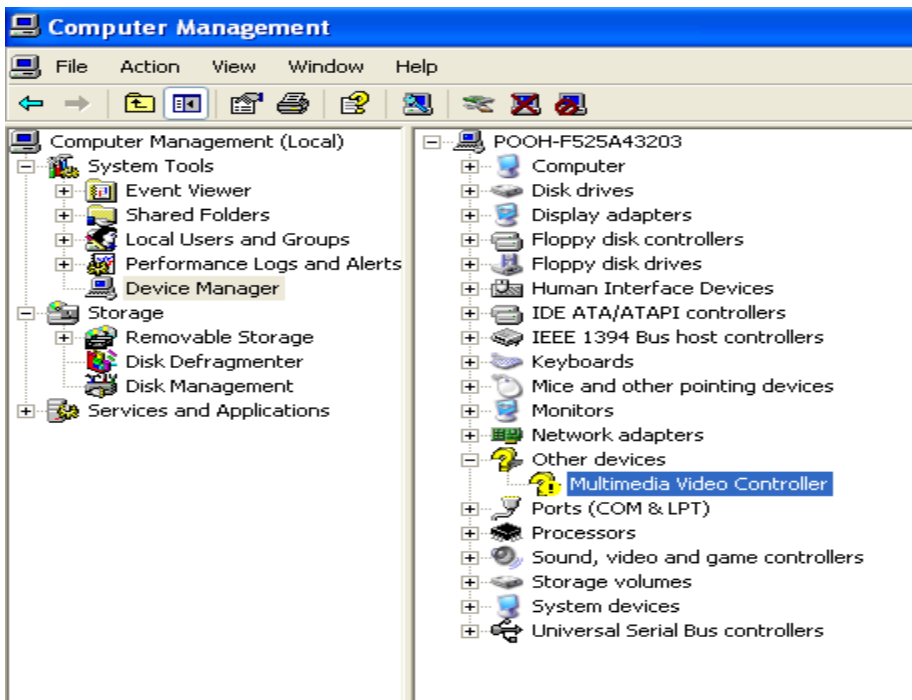 Computer Management
File Action View Window Help
Computer Management (Local)
System Tools
Event Viewer
Shared Folders
Local Users and Groups
Performance Logs and Alerts
Device Manager
Storage
Removable Storage
Disk Defragmenter
Disk Management
Services and Applications
POOH-F525A43203
Computer
Disk drives
Display adapters
Floppy disk controllers
Floppy disk drives
Human Interface Devices
IDE ATA/ATAPI controllers
IEEE 1394 Bus host controllers
Keyboards
Mice and other pointing devices
Monitors
Network adapters
Other devices
Multimedia Video Controller
Ports (COM & LPT)
Processors
Sound, video and game controllers
Storage volumes
System devices
Universal Serial Bus controllers